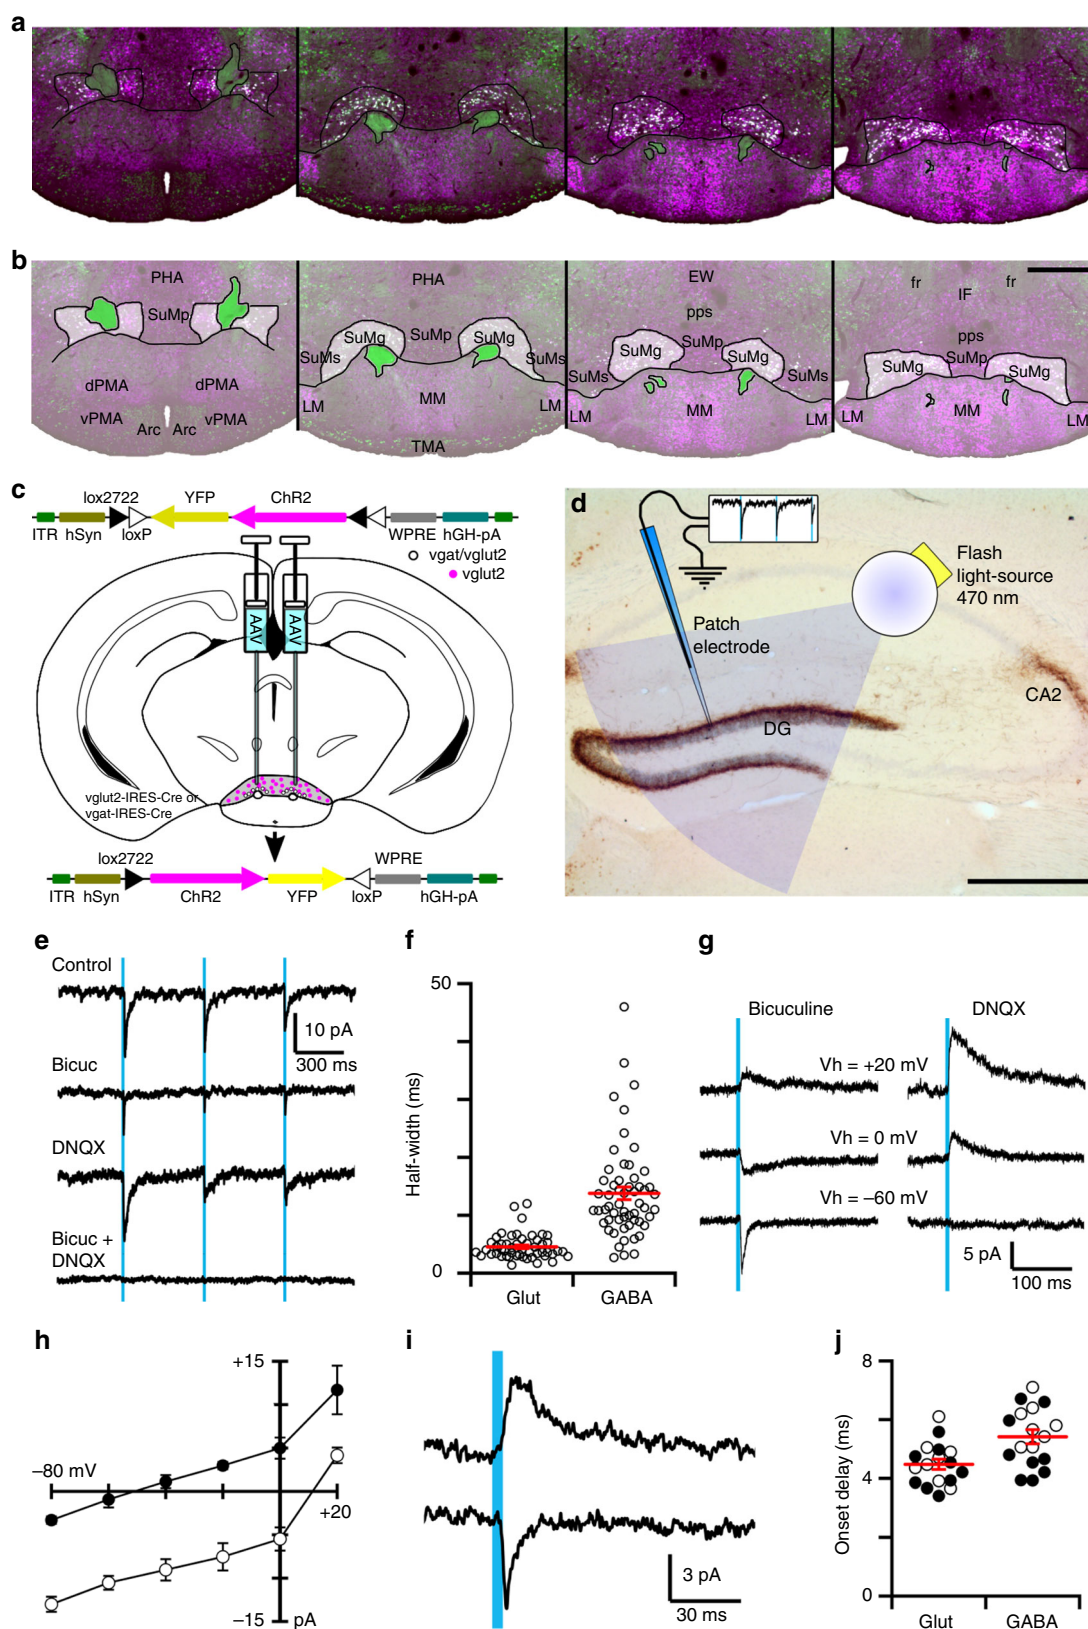 a
b
PHA
SuMp
dPMA
dPMA
vPMA
Arc
Arc
vPMA
PHA
SuMg
SuMp
SuMg
SuMs
SuMs
LM
MM
LM
TMA
EW
pps
SuMp
SuMg
SuMg
SuMs
SuMs
LM
MM
LM
fr
IF
fr
pps
SuMp
SuMg
SuMg
LM
MM
LM
c
lox2722
YFP
ChR2
ITR
hSyn
loxP
WPRE
hGH-pA
vgat/vglut2
vglut2
AAV
AAV
vglut2-IRES-Cre or
vgat-IRES-Cre
lox2722
WPRE
ITR
hSyn
ChR2
YFP
loxP
hGH-pA
d
Flash
light-source
470 nm
Patch
electrode
DG
CA2
e
Control
10 pA
300 ms
Bicuc
DNQX
Bicuc +
DNQX
f
50
Half-width (ms)
0
Glut
GABA
g
Bicuculine
DNQX
Vh = +20 mV
Vh = 0 mV
Vh = −60 mV
5 pA
100 ms
h
+15
−80 mV
+20
−15
pA
i
3 pA
30 ms
j
8
Onset delay (ms)
4
0
Glut
GABA